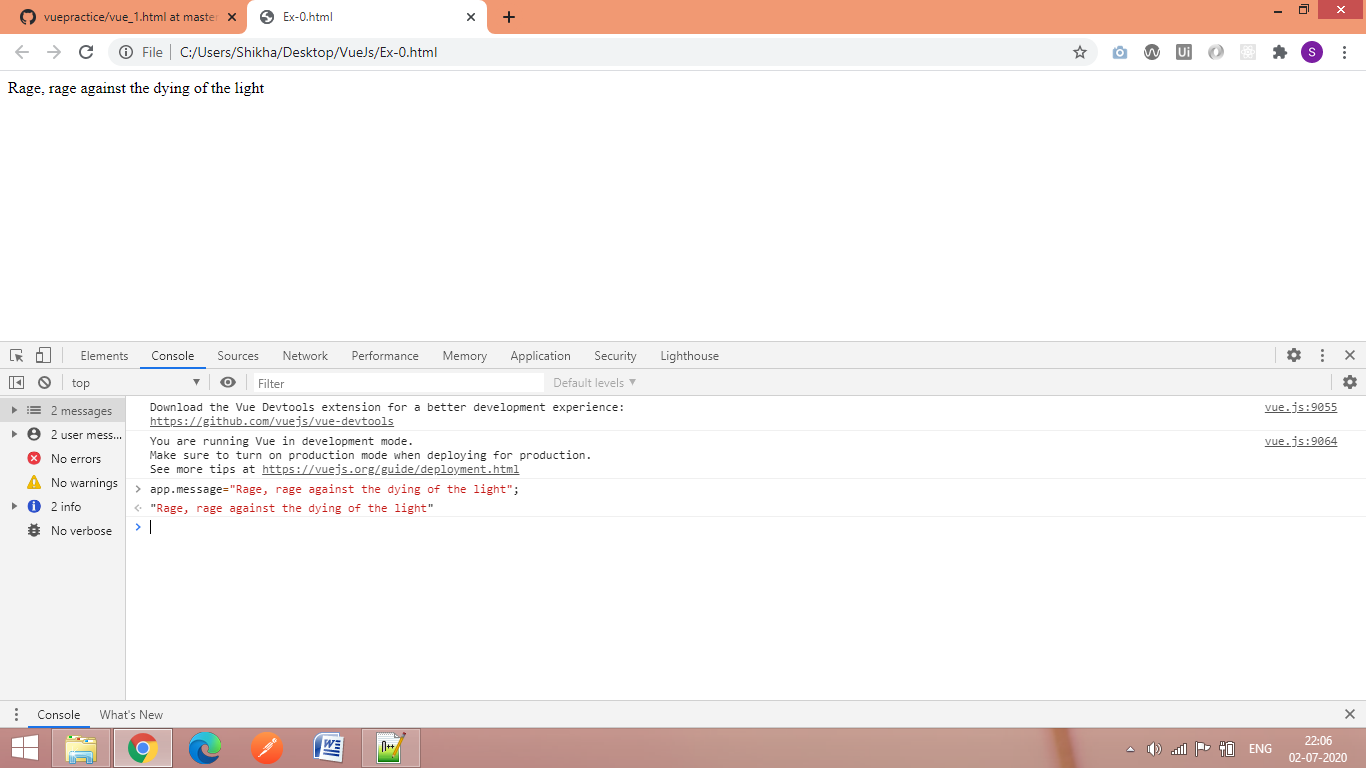 vuepractice/vue_1.html at master
Ex-0.html
File
C:/Users/Shikha/Desktop/VueJs/Ex-0.html
Ui
S
Rage, rage against the dying of the light
Elements Console Sources Network Performance Memory Application Security Lighthouse
top
Filter
Default levels
2 messages
2 user mess...
No errors
No warnings
2 info
No verbose
Download the Vue Devtools extension for a better development experience: vue.js:9055
https://github.com/vuejs/vue-devtools
You are running Vue in development mode. vue.js:9064
Make sure to turn on production mode when deploying for production.
See more tips at https://vuejs.org/guide/deployment.html
app.message="Rage, rage against the dying of the light";
"Rage, rage against the dying of the light"
Console What's New
ENG
22:06
02-07-2020